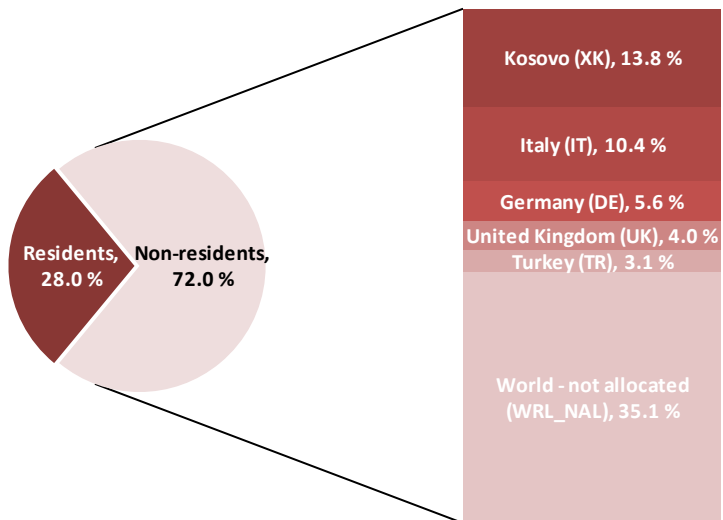 Kosovo (XK), 13.8 %
Italy (IT), 10.4 %
Germany (DE), 5.6 %
United Kingdom (UK), 4.0 %
Turkey (TR), 3.1 %
Residents,
28.0 %
Non-residents,
72.0 %
World - not allocated
(WRL_NAL), 35.1 %